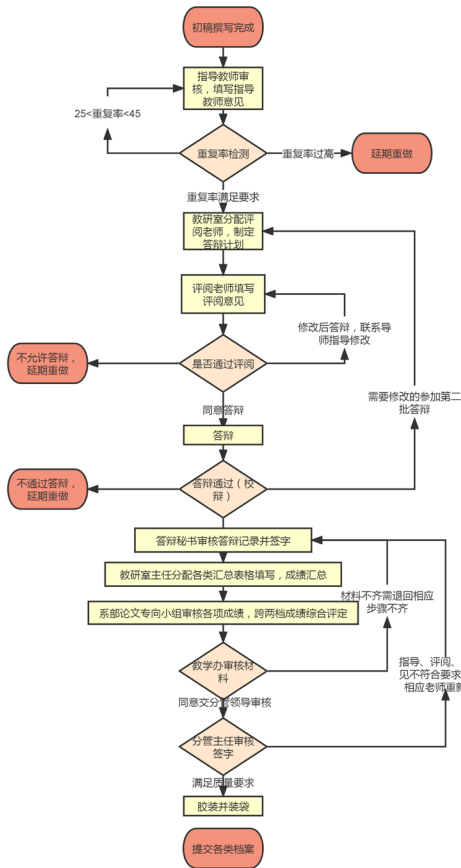 初稿撰写完成
指导教师审
核，填写指导
教师意见
25<重复率<45
重复率检测
重复率过高
延期重做
重复率满足要求
教研室分配评
阅老师，制定
答辩计划
评阅老师填写
评阅意见
修改后答辩，联系导
师指导修改
不允许答辩，
延期重做
是否通过评阅
需要修改的参加第二
批答辩
同意答辩
答辩
不通过答辩，
延期重做
答辩通过（校
辩）
答辩秘书审核答辩记录并签字
教研室主任分配各类汇总表格填写，成绩汇总
材料不齐需退回相应
步骤不齐
系部论文专向小组审核各项成绩，跨两档成绩综合评定
教学办审核材
料
指导、评阅、
见不符合要求
相应老师重新
同意交分管领导审核
分管主任审核
签字
满足质量要求
胶装并装袋
提交各类档案